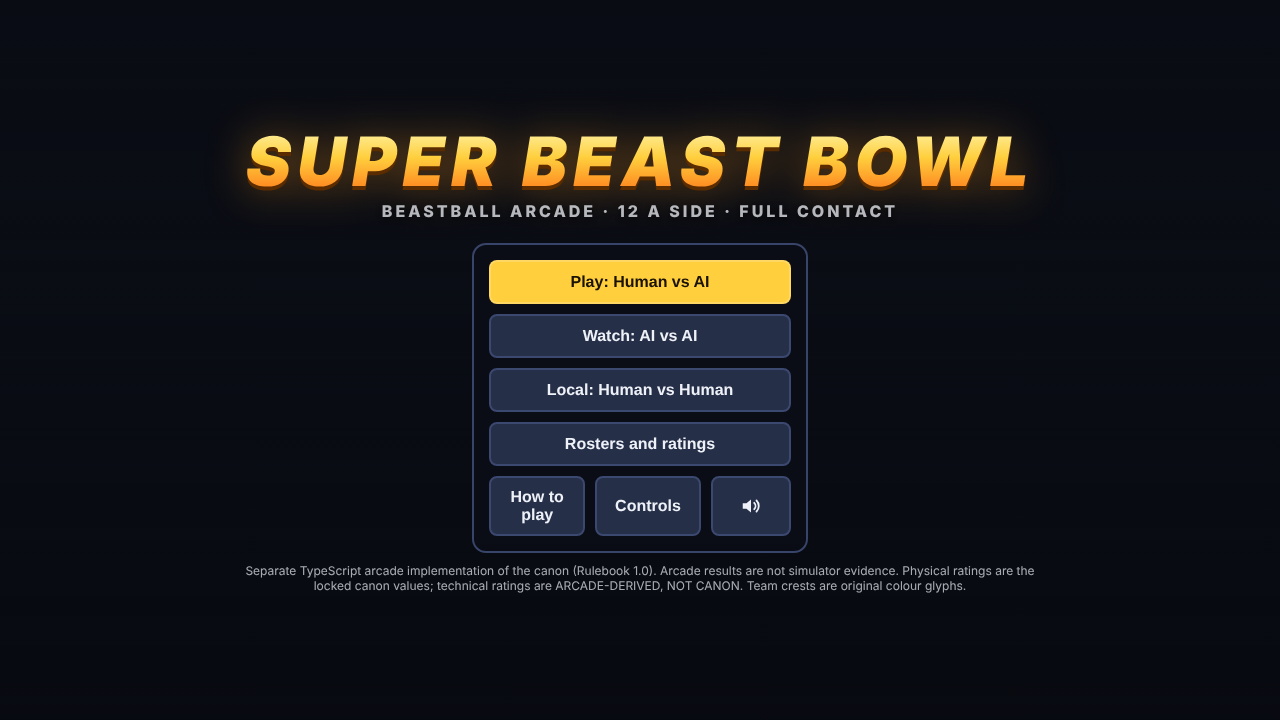 SUPER BEAST BOWL
BEASTBALL ARCADE · 12 A SIDE · FULL CONTACT
Play: Human vs AI
Watch: AI vs AI
Local: Human vs Human
Rosters and ratings
How to
play
Controls
Separate TypeScript arcade implementation of the canon (Rulebook 1.0). Arcade results are not simulator evidence. Physical ratings are the
locked canon values; technical ratings are ARCADE-DERIVED, NOT CANON. Team crests are original colour glyphs.